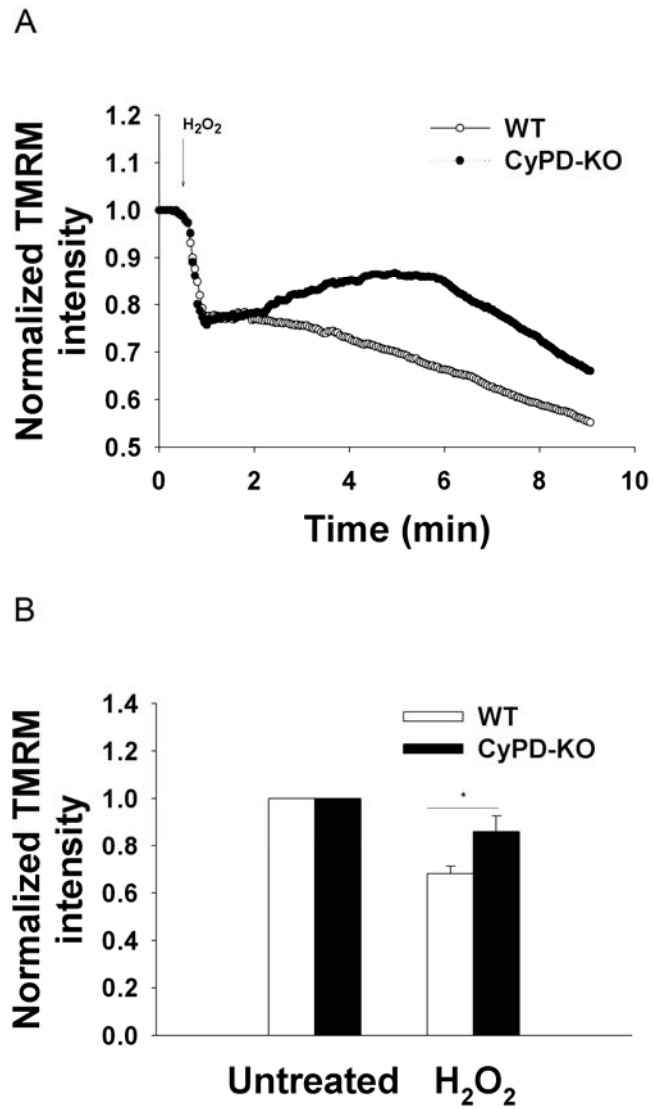 A
Normalized TMRM
intensity
1.2
1.1
1.0
0.9
0.8
0.7
0.6
0.5
H₂O₂
WT
CyPD-KO
0
2
4
6
8
10
Time (min)
B
Normalized TMRM
intensity
1.4
1.2
1.0
0.8
0.6
0.4
0.2
0.0
WT
CyPD-KO
*
Untreated
H₂O₂